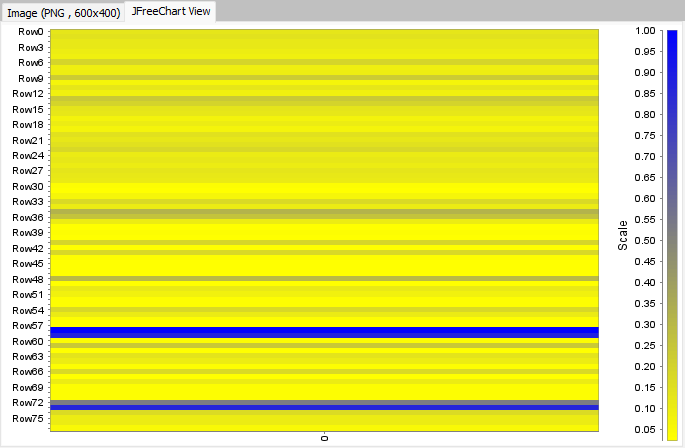 Image (PNG , 600x400)
JFreeChart View
Row0
Row3
Row6
Row9
Row12
Row15
Row18
Row21
Row24
Row27
Row30
Row33
Row36
Row39
Row42
Row45
Row48
Row51
Row54
Row57
Row60
Row63
Row66
Row69
Row72
Row75
0
Scale
1.00
0.95
0.90
0.85
0.80
0.75
0.70
0.65
0.60
0.55
0.50
0.45
0.40
0.35
0.30
0.25
0.20
0.15
0.10
0.05